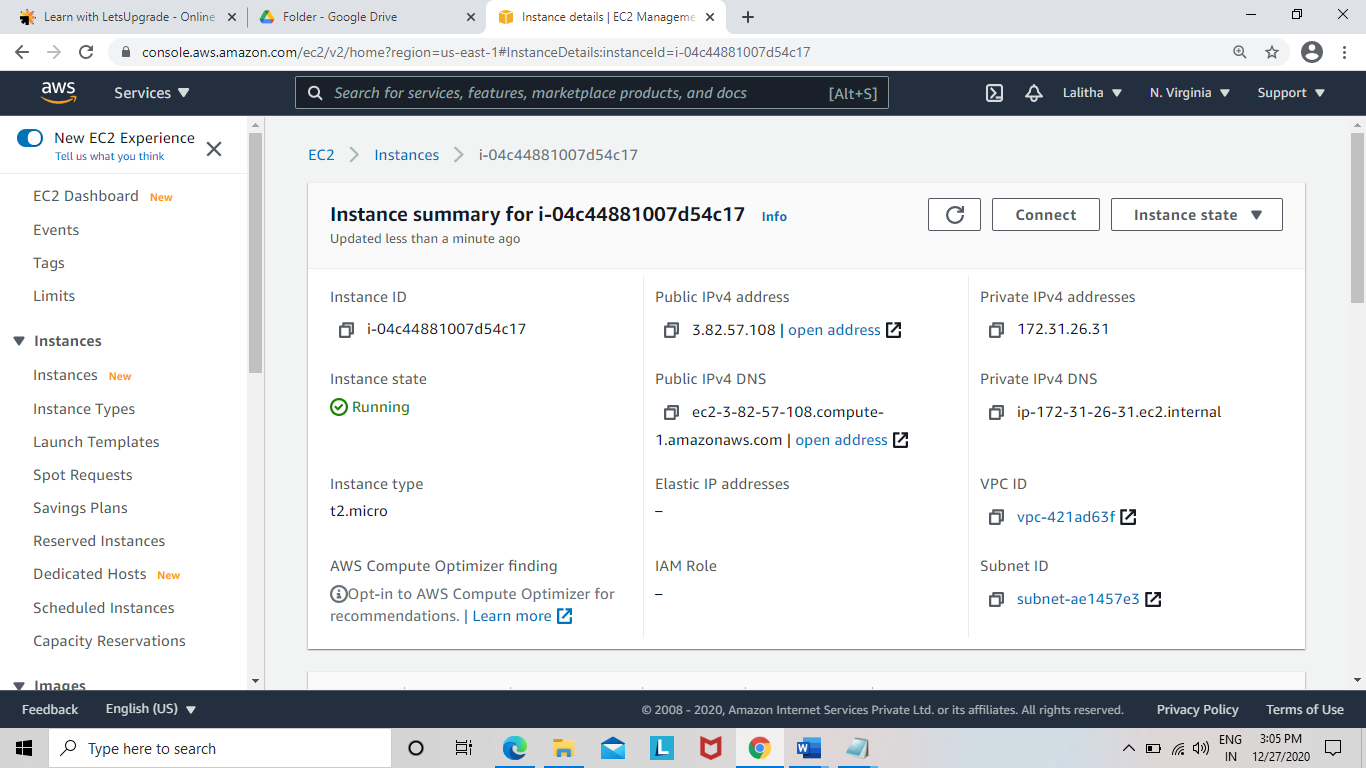 Learn with LetsUpgrade - Online
Folder - Google Drive
Instance details | EC2 Manageme
console.aws.amazon.com/ec2/v2/home?region=us-east-1#InstanceDetails:instanceId=i-04c44881007d54c17
aws
Services
Search for services, features, marketplace products, and docs
[Alt+S]
Lalitha
N. Virginia
Support
New EC2 Experience
Tell us what you think
EC2 Dashboard New
Events
Tags
Limits
Instances
Instances New
Instance Types
Launch Templates
Spot Requests
Savings Plans
Reserved Instances
Dedicated Hosts New
Scheduled Instances
Capacity Reservations
Images
EC2 > Instances > i-04c44881007d54c17
Instance summary for i-04c44881007d54c17 Info
Updated less than a minute ago
Connect
Instance state
Instance ID
i-04c44881007d54c17
Public IPv4 address
3.82.57.108 | open address
Private IPv4 addresses
172.31.26.31
Instance state
Running
Public IPv4 DNS
ec2-3-82-57-108.compute-
1.amazonaws.com | open address
Private IPv4 DNS
ip-172-31-26-31.ec2.internal
Instance type
t2.micro
Elastic IP addresses
–
VPC ID
vpc-421ad63f
AWS Compute Optimizer finding
Opt-in to AWS Compute Optimizer for
recommendations. | Learn more
IAM Role
–
Subnet ID
subnet-ae1457e3
Feedback
English (US)
© 2008 - 2020, Amazon Internet Services Private Ltd. or its affiliates. All rights reserved.
Privacy Policy
Terms of Use
Type here to search
L
W
ENG
IN
3:05 PM
12/27/2020